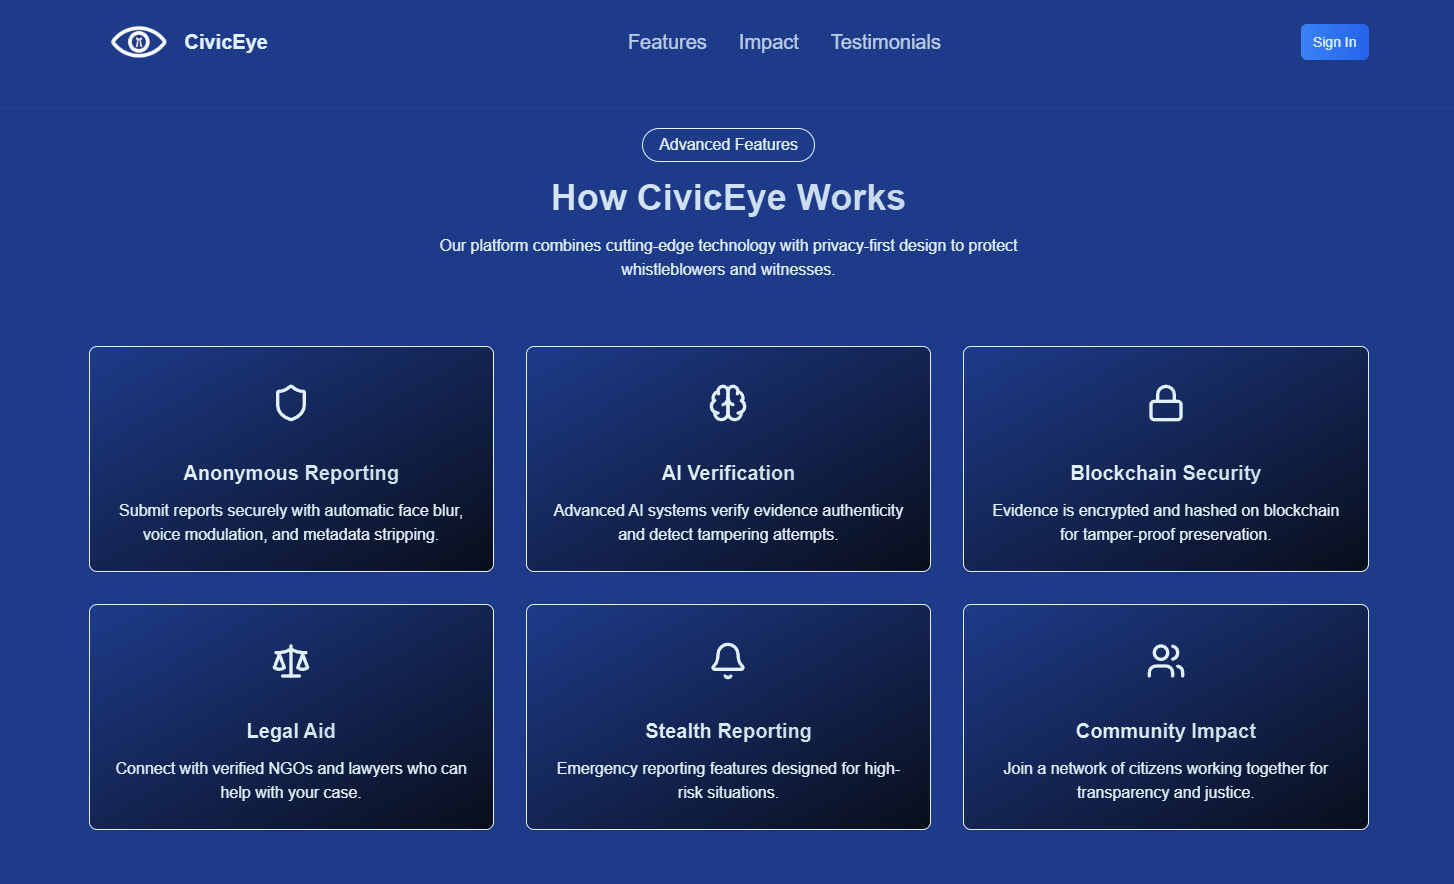 CivicEye
Features
Impact
Testimonials
Sign In
Advanced Features
How CivicEye Works
Our platform combines cutting-edge technology with privacy-first design to protect
whistleblowers and witnesses.
Anonymous Reporting
Submit reports securely with automatic face blur,
voice modulation, and metadata stripping.
AI Verification
Advanced AI systems verify evidence authenticity
and detect tampering attempts.
Blockchain Security
Evidence is encrypted and hashed on blockchain
for tamper-proof preservation.
Legal Aid
Connect with verified NGOs and lawyers who can
help with your case.
Stealth Reporting
Emergency reporting features designed for high-
risk situations.
Community Impact
Join a network of citizens working together for
transparency and justice.